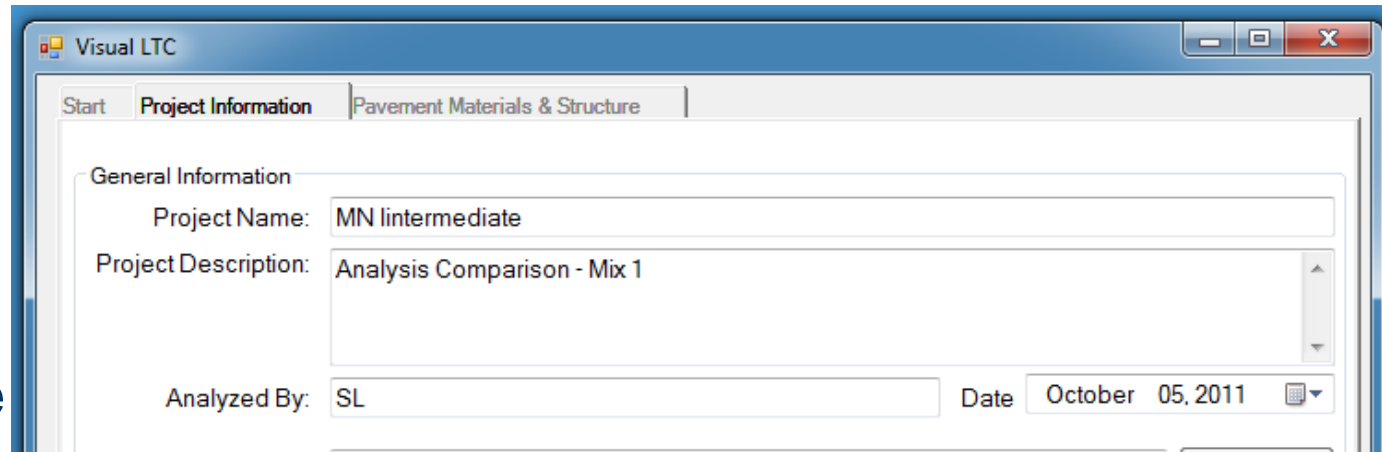 Visual LTC
Start Project Information Pavement Materials & Structure
General Information
Project Name: MN Iintermediate
Project Description: Analysis Comparison - Mix 1
Analyzed By: SL Date October 05, 2011
e